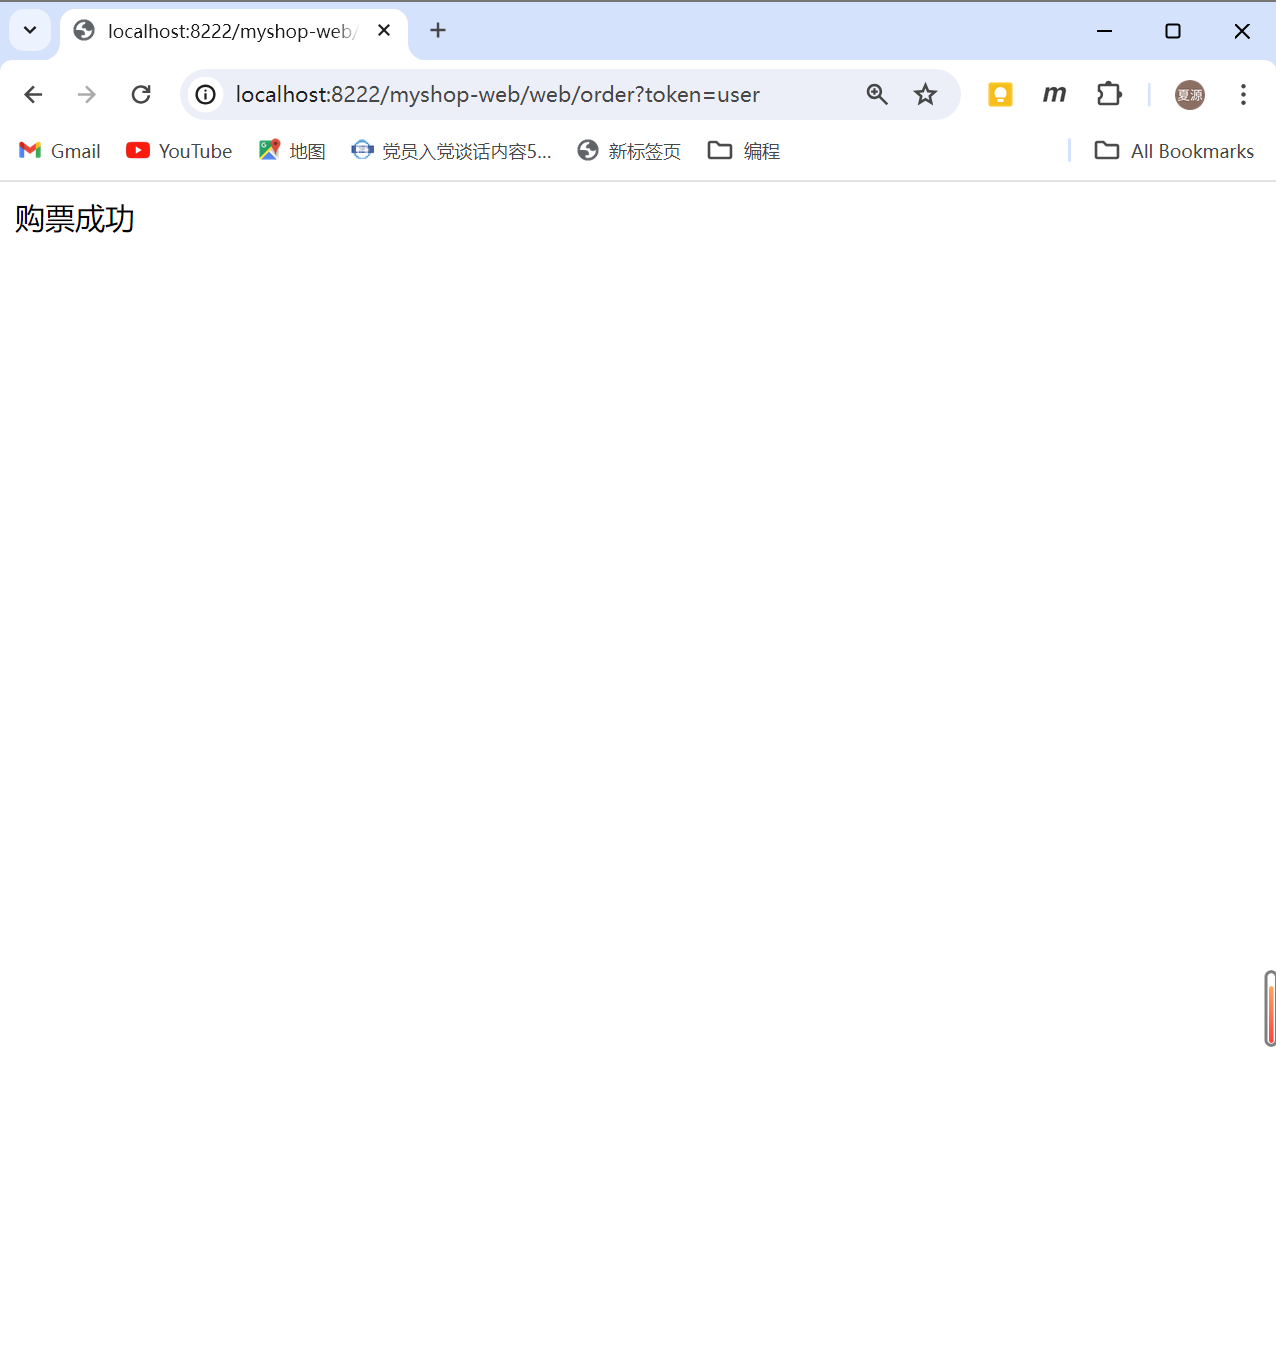 localhost:8222/myshop-web/
localhost:8222/myshop-web/web/order?token=user
m
夏源
Gmail
YouTube
地图
党员入党谈话内容5...
新标签页
编程
All Bookmarks
购票成功